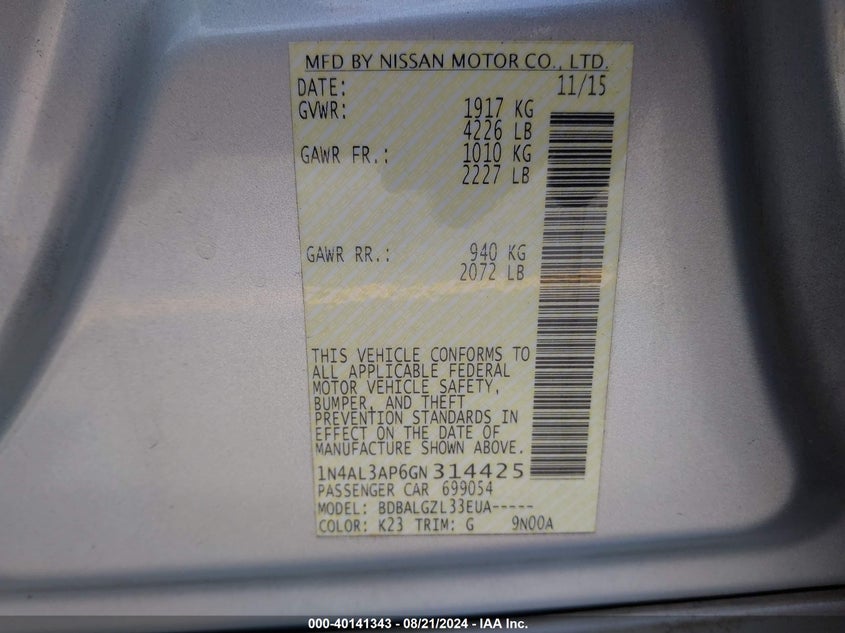 MFD BY NISSAN MOTOR CO., LTD.
DATE: 11/15
GVWR: 1917 KG
4226 LB
GAWR FR.: 1010 KG
2227 LB
GAWR RR.: 940 KG
2072 LB
THIS VEHICLE CONFORMS TO
ALL APPLICABLE FEDERAL
MOTOR VEHICLE SAFETY,
BUMPER, AND THEFT
PREVENTION STANDARDS IN
EFFECT ON THE DATE OF
MANUFACTURE SHOWN ABOVE.
1N4AL3AP6GN314425
PASSENGER CAR 699054
MODEL: BDBALGZL33EUA-----
COLOR: K23 TRIM: G 9N00A
000-40141343 - 08/21/2024 - IAA Inc.